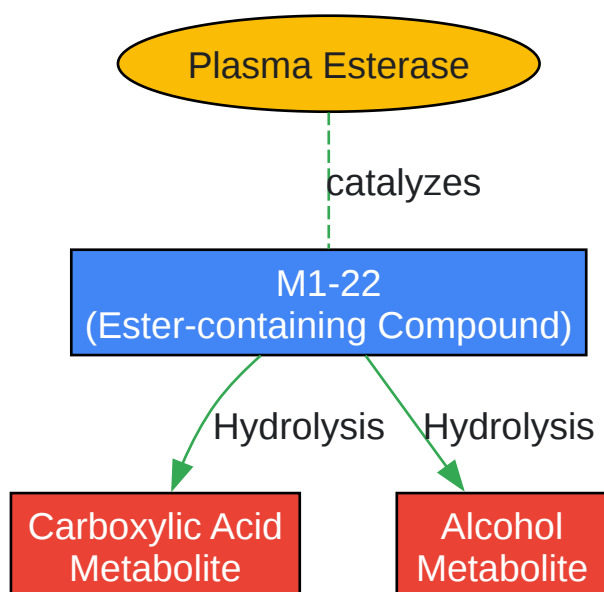 Plasma Esterase
catalyzes
M1-22
(Ester-containing Compound)
Hydrolysis
Hydrolysis
Carboxylic Acid
Metabolite
Alcohol
Metabolite